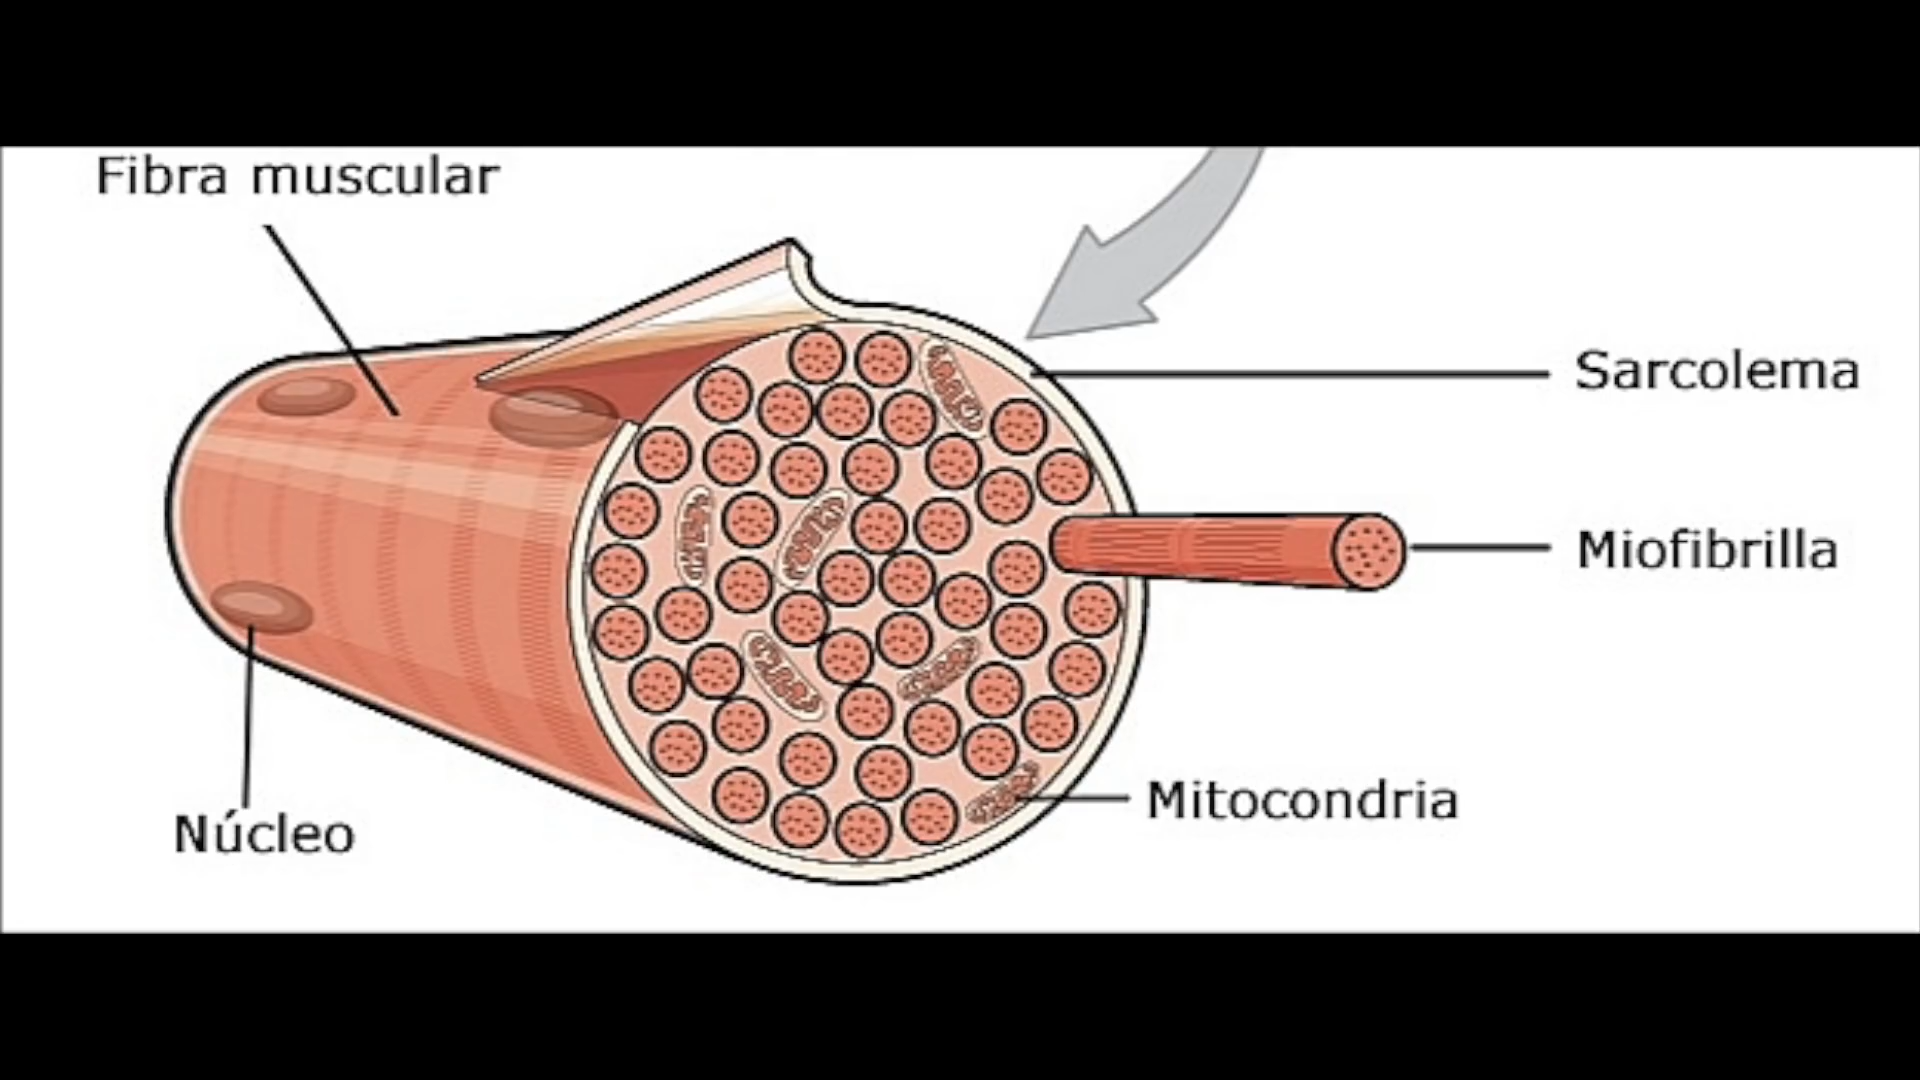 Fibra muscular
Sarcolema
Miofibrilla
Mitocondria
Núcleo